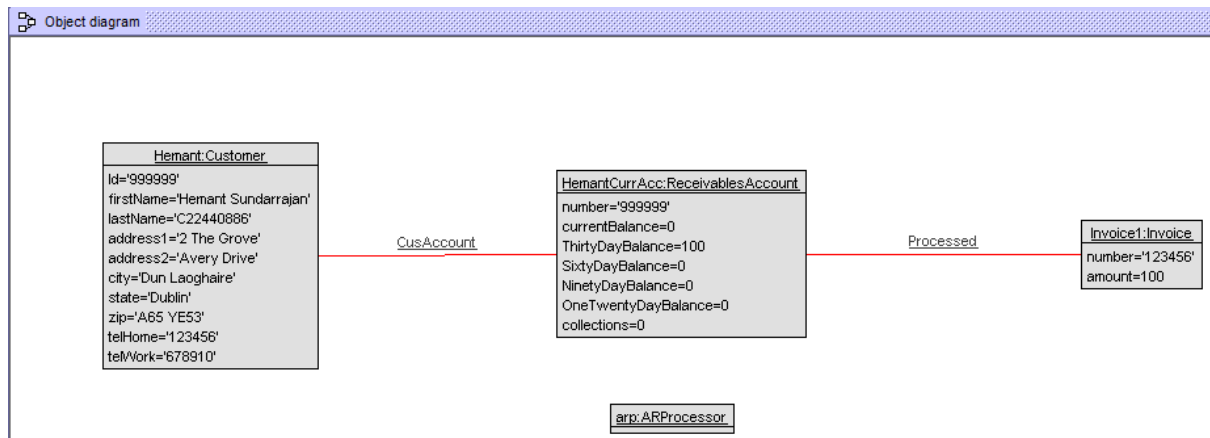 Object diagram
Hemant:Customer
Id='999999'
firstName='Hemant Sundarrajan'
lastName='C22440886'
address1='2 The Grove'
address2='Avery Drive'
city='Dun Laoghaire'
state='Dublin'
zip='A65 YE53'
telHome='123456'
telWork='678910'
CusAccount
HemantCurrAcc:ReceivablesAccount
number='999999'
currentBalance=0
ThirtyDayBalance=100
SixtyDayBalance=0
NinetyDayBalance=0
OneTwentyDayBalance=0
collections=0
Processed
Invoice1:Invoice
number='123456'
amount=100
arp:ARProcessor